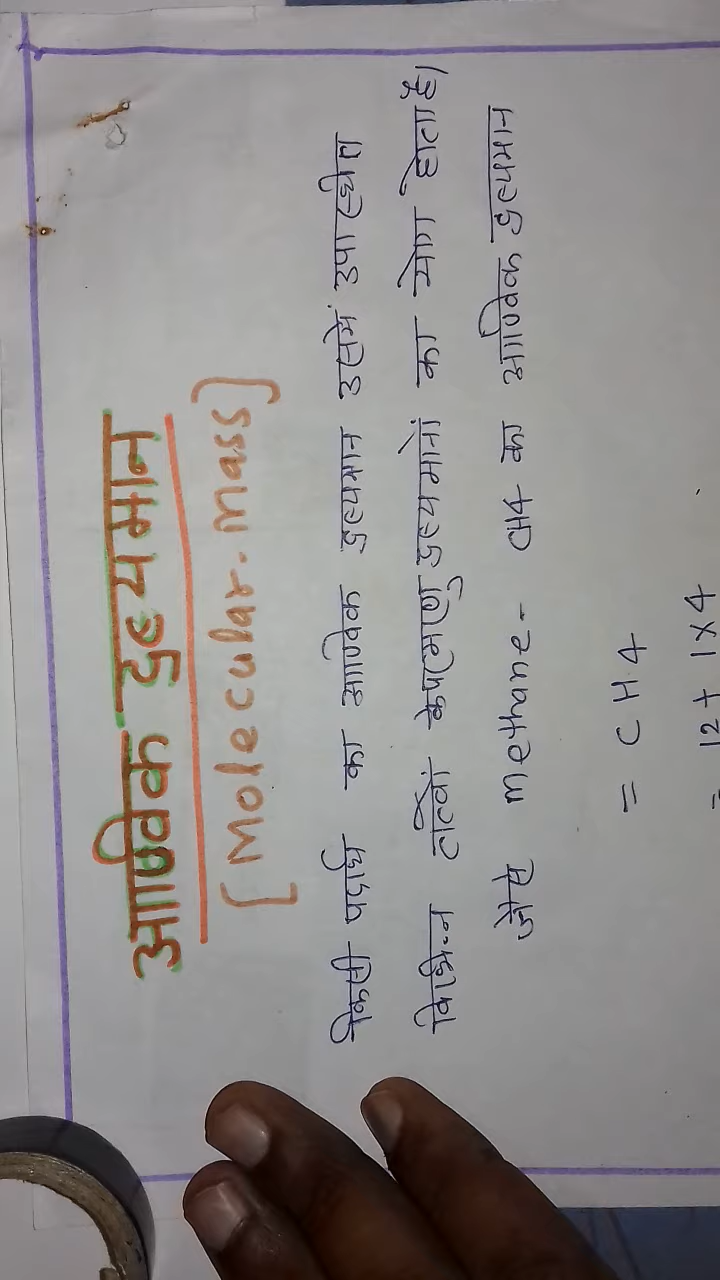 आण्विक द्रव्यमान
[Molecular.mass]
किसी पदार्थ का आण्विक द्रव्यमान उसमें उपास्थीत
विभिन्न तत्वों के परमाणु द्रव्यमानों का योग होता है।
जैसे methane- CH4 का आण्विक द्रव्यमान
= CH4
= 12+ 1×4